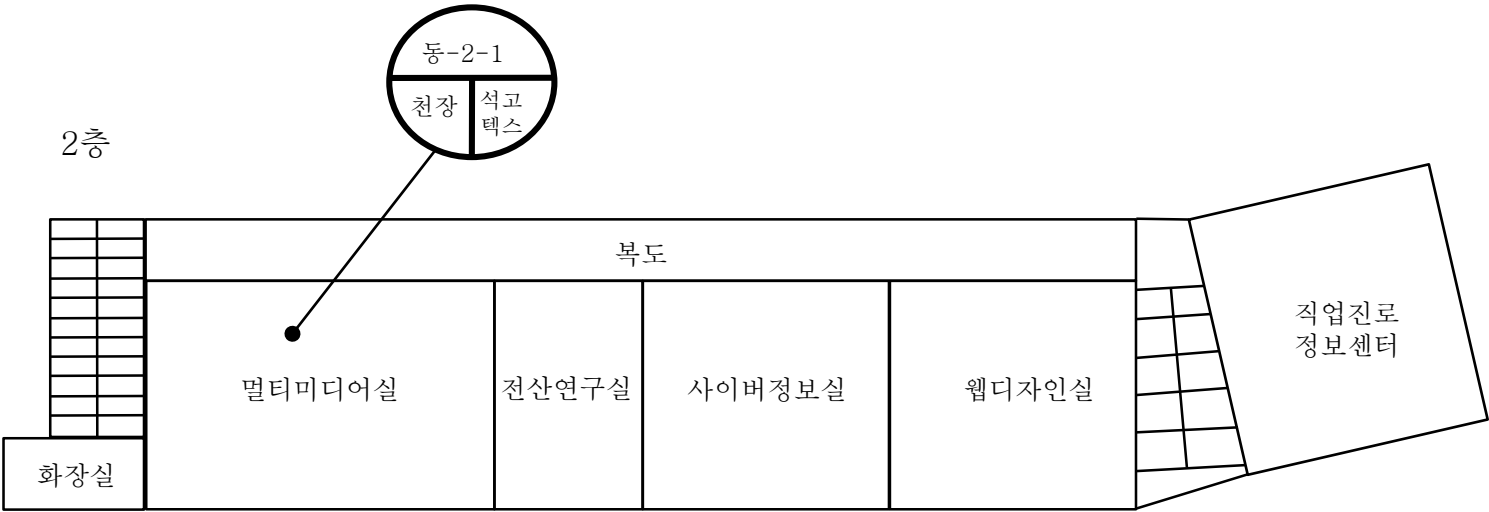 동-2-1
천장
석고
텍스
2층
복도
직업진로
정보센터
멀티미디어실
전산연구실
사이버정보실
웹디자인실
화장실